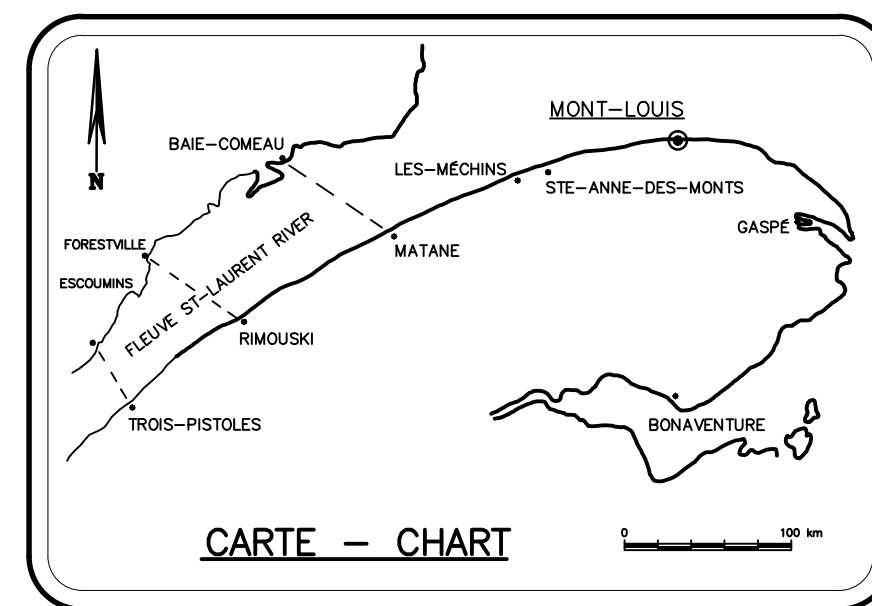 MONT-LOUIS
BAIE-COMEAU
LES-MÉCHINS
N
STE-ANNE-DES-MONTS
GASPÉ
FORESTVILLE
MATANE
ESCOUMINS
FLEUVE ST-LAURENT RIVER
RIMOUSKI
TROIS-PISTOLES
BONAVENTURE
CARTE - CHART
0 100 km